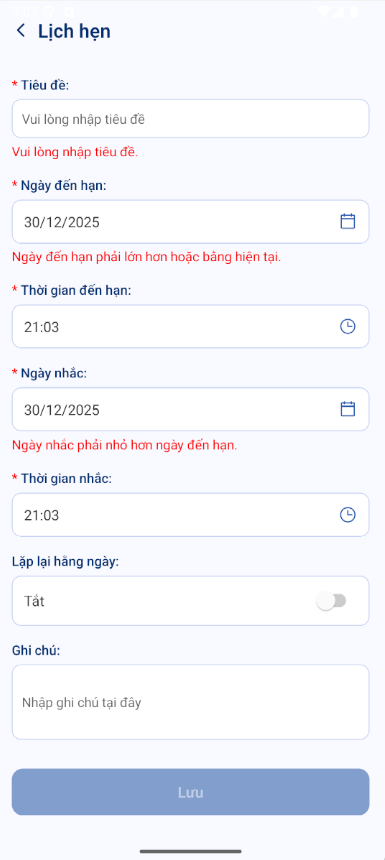 Lịch hẹn
* Tiêu đề:
Vui lòng nhập tiêu đề
Vui lòng nhập tiêu đề.
* Ngày đến hạn:
30/12/2025
Ngày đến hạn phải lớn hơn hoặc bằng hiện tại.
* Thời gian đến hạn:
21:03
* Ngày nhắc:
30/12/2025
Ngày nhắc phải nhỏ hơn ngày đến hạn.
* Thời gian nhắc:
21:03
Lặp lại hằng ngày:
Tắt
Ghi chú:
Nhập ghi chú tại đây
Lưu